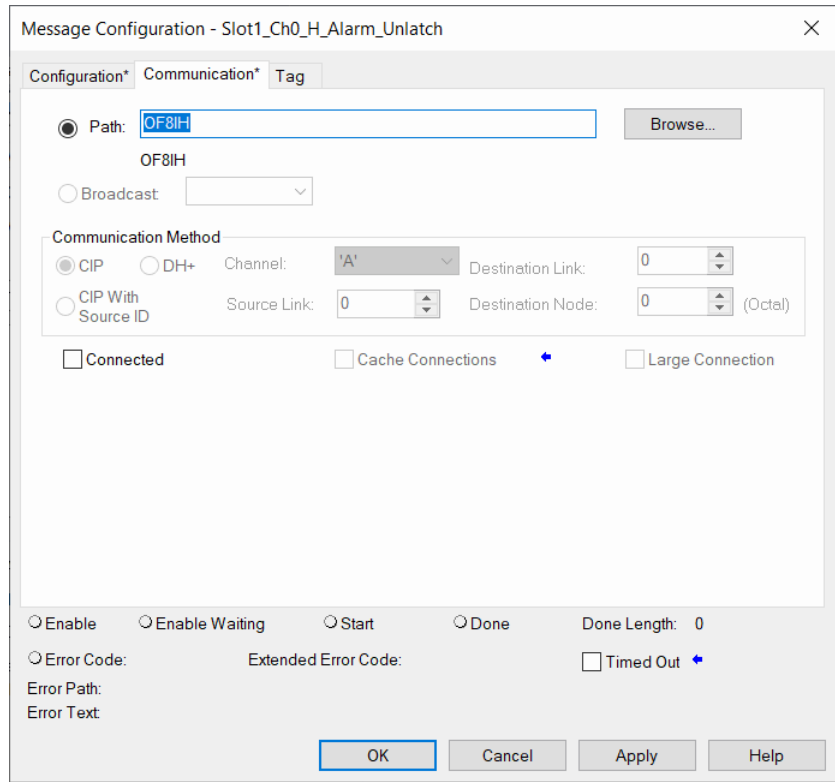 Message Configuration - Slot1_Ch0_H_Alarm_Unlatch
Configuration* Communication* Tag
Path: OF8IH Browse...
OF8IH
Broadcast:
Communication Method
CIP DH+ Channel: 'A' Destination Link: 0
CIP With Source ID Source Link: 0 Destination Node: 0 (Octal)
Connected Cache Connections Large Connection
Enable Enable Waiting Start Done Done Length: 0
Error Code: Extended Error Code: Timed Out
Error Path:
Error Text:
OK Cancel Apply Help